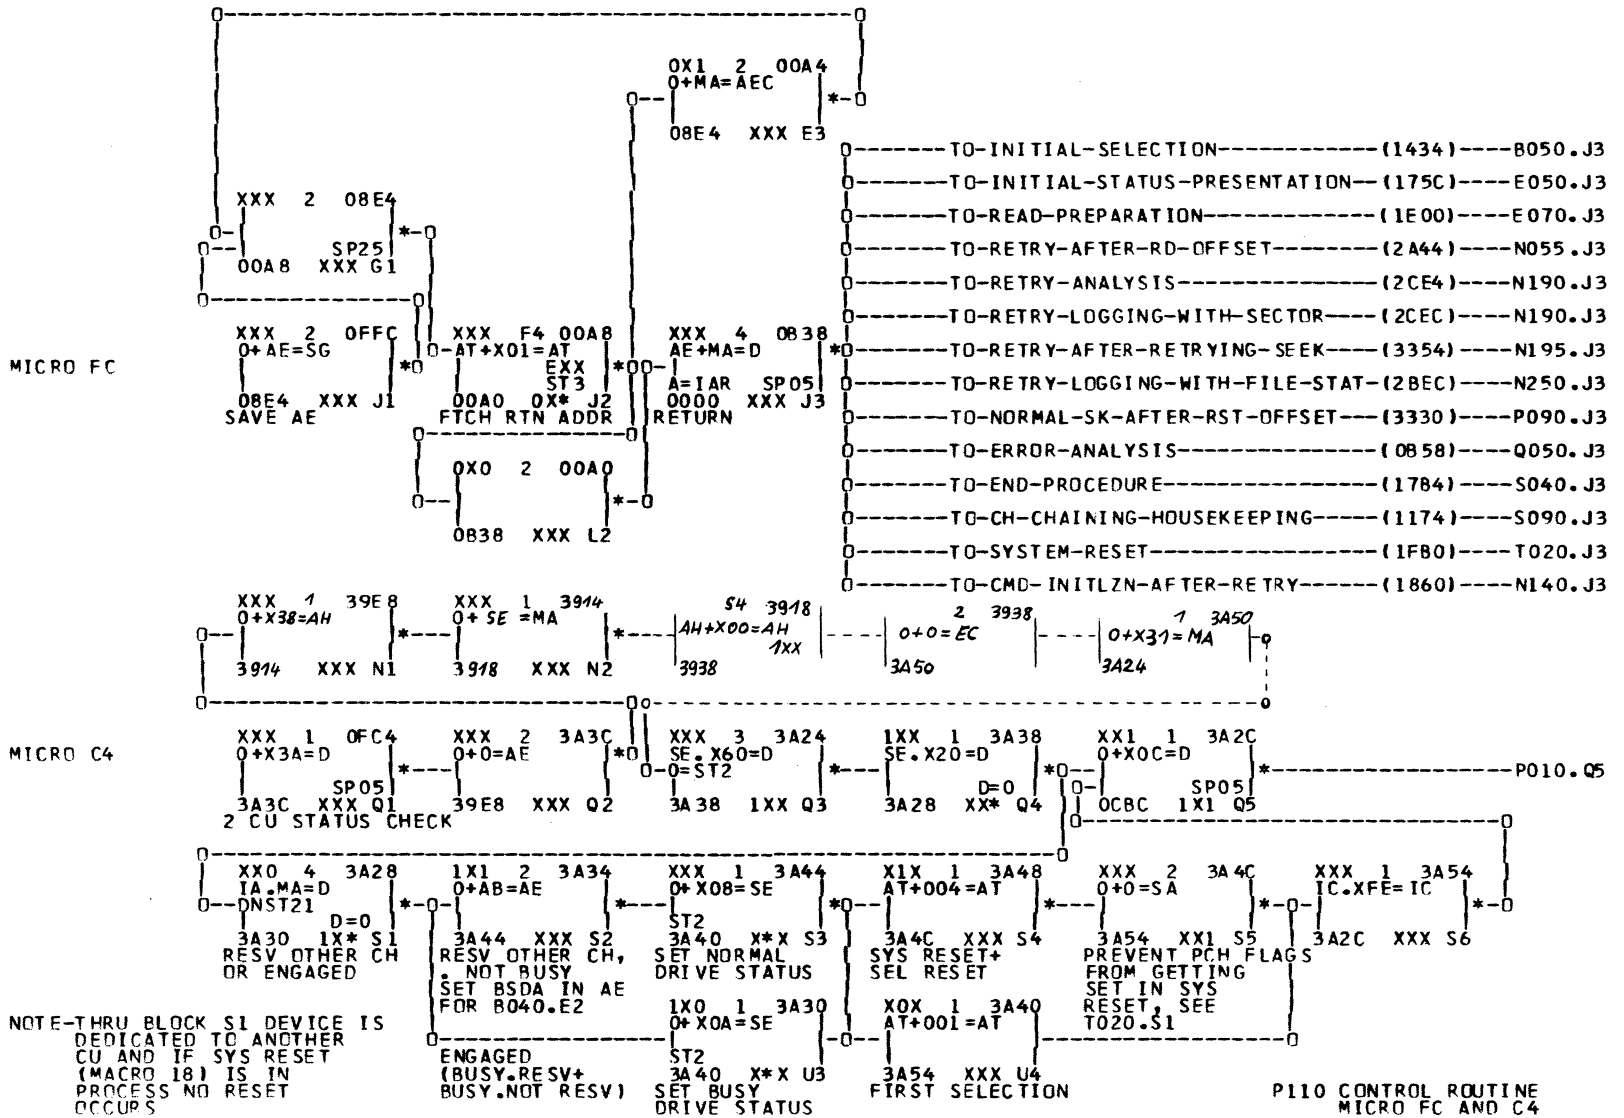 0X1 2 00A4
0+MA=AEC
*
08E4 XXX E3
TO-INITIAL-SELECTION (1434) B050.J3
TO-INITIAL-STATUS-PRESENTATION (175C) E050.J3
TO-READ-PREPARATION (1E00) E070.J3
TO-RETRY-AFTER-RD-OFFSET (2A44) N055.J3
TO-RETRY-ANALYSIS (2CE4) N190.J3
TO-RETRY-LOGGING-WITH-SECTOR (2CEC) N190.J3
TO-RETRY-AFTER-RETRYING-SEEK (3354) N195.J3
TO-RETRY-LOGGING-WITH-FILE-STAT (2BEC) N250.J3
TO-NORMAL-SK-AFTER-RST-OFFSET (3330) P090.J3
TO-ERROR-ANALYSIS (0B58) Q050.J3
TO-END-PROCEDURE (17B4) S040.J3
TO-CH-CHAINING-HOUSEKEEPING (1174) S090.J3
TO-SYSTEM-RESET (1FB0) T020.J3
TO-CMD-INITLZN-AFTER-RETRY (1860) N140.J3
XXX 2 08E4
*
SP25
00A8 XXX G1
MICRO FC
XXX 2 0FFC
0+AE=SG
*
08E4 XXX J1
SAVE AE
XXX F4 00A8
AT+X01=AT
EXX
*
ST3
00A0 0X* J2
FTCH RTN ADDR
XXX 4 0B38
AE+MA=D
*
A=IAR SP05
0000 XXX J3
RETURN
0X0 2 00A0
*
0B38 XXX L2
XXX 1 39E8
0+X38=AH
*
3914 XXX N1
XXX 1 3914
0+ SE =MA
*
3918 XXX N2
S4 3918
AH+X00=AH
1XX
3938
2 3938
0+0=EC
3A50
1 3A50
0+X31=MA
3A24
MICRO C4
XXX 1 0FC4
0+X3A=D
*
SP05
3A3C XXX Q1
2 CU STATUS CHECK
XXX 2 3A3C
0+0=AE
*
39E8 XXX Q2
XXX 3 3A24
SE.X60=D
0=ST2
*
3A38 1XX Q3
1XX 1 3A38
SE.X20=D
*
D=0
3A28 XX* Q4
XX1 1 3A2C
0+X0C=D
*
SP05
0CBC 1X1 Q5
P010.Q5
XX0 4 3A28
IA.MA=D
DNST21
*
D=0
3A30 1X* S1
RESV OTHER CH
OR ENGAGED
1X1 2 3A34
0+AB=AE
*
3A44 XXX S2
RESV OTHER CH,
. NOT BUSY
SET BSDA IN AE
FOR B040.E2
XXX 1 3A44
0+X08=SE
*
ST2
3A40 X*X S3
SET NORMAL
DRIVE STATUS
X1X 1 3A48
AT+004=AT
*
3A4C XXX S4
SYS RESET+
SEL RESET
XXX 2 3A4C
0+0=SA
*
3A54 XX1 S5
PREVENT PCH FLAGS
FROM GETTING
SET IN SYS
RESET, SEE
T020.S1
XXX 1 3A54
IC.XFE=IC
*
3A2C XXX S6
NOTE-THRU BLOCK S1 DEVICE IS
DEDICATED TO ANOTHER
CU AND IF SYS RESET
(MACRO 18) IS IN
PROCESS NO RESET
OCCURS
ENGAGED
(BUSY.RESV+
BUSY.NOT RESV)
1X0 1 3A30
0+X0A=SE
ST2
3A40 X*X U3
SET BUSY
DRIVE STATUS
X0X 1 3A40
AT+001=AT
3A54 XXX U4
FIRST SELECTION
P110 CONTROL ROUTINE
MICRO FC AND C4